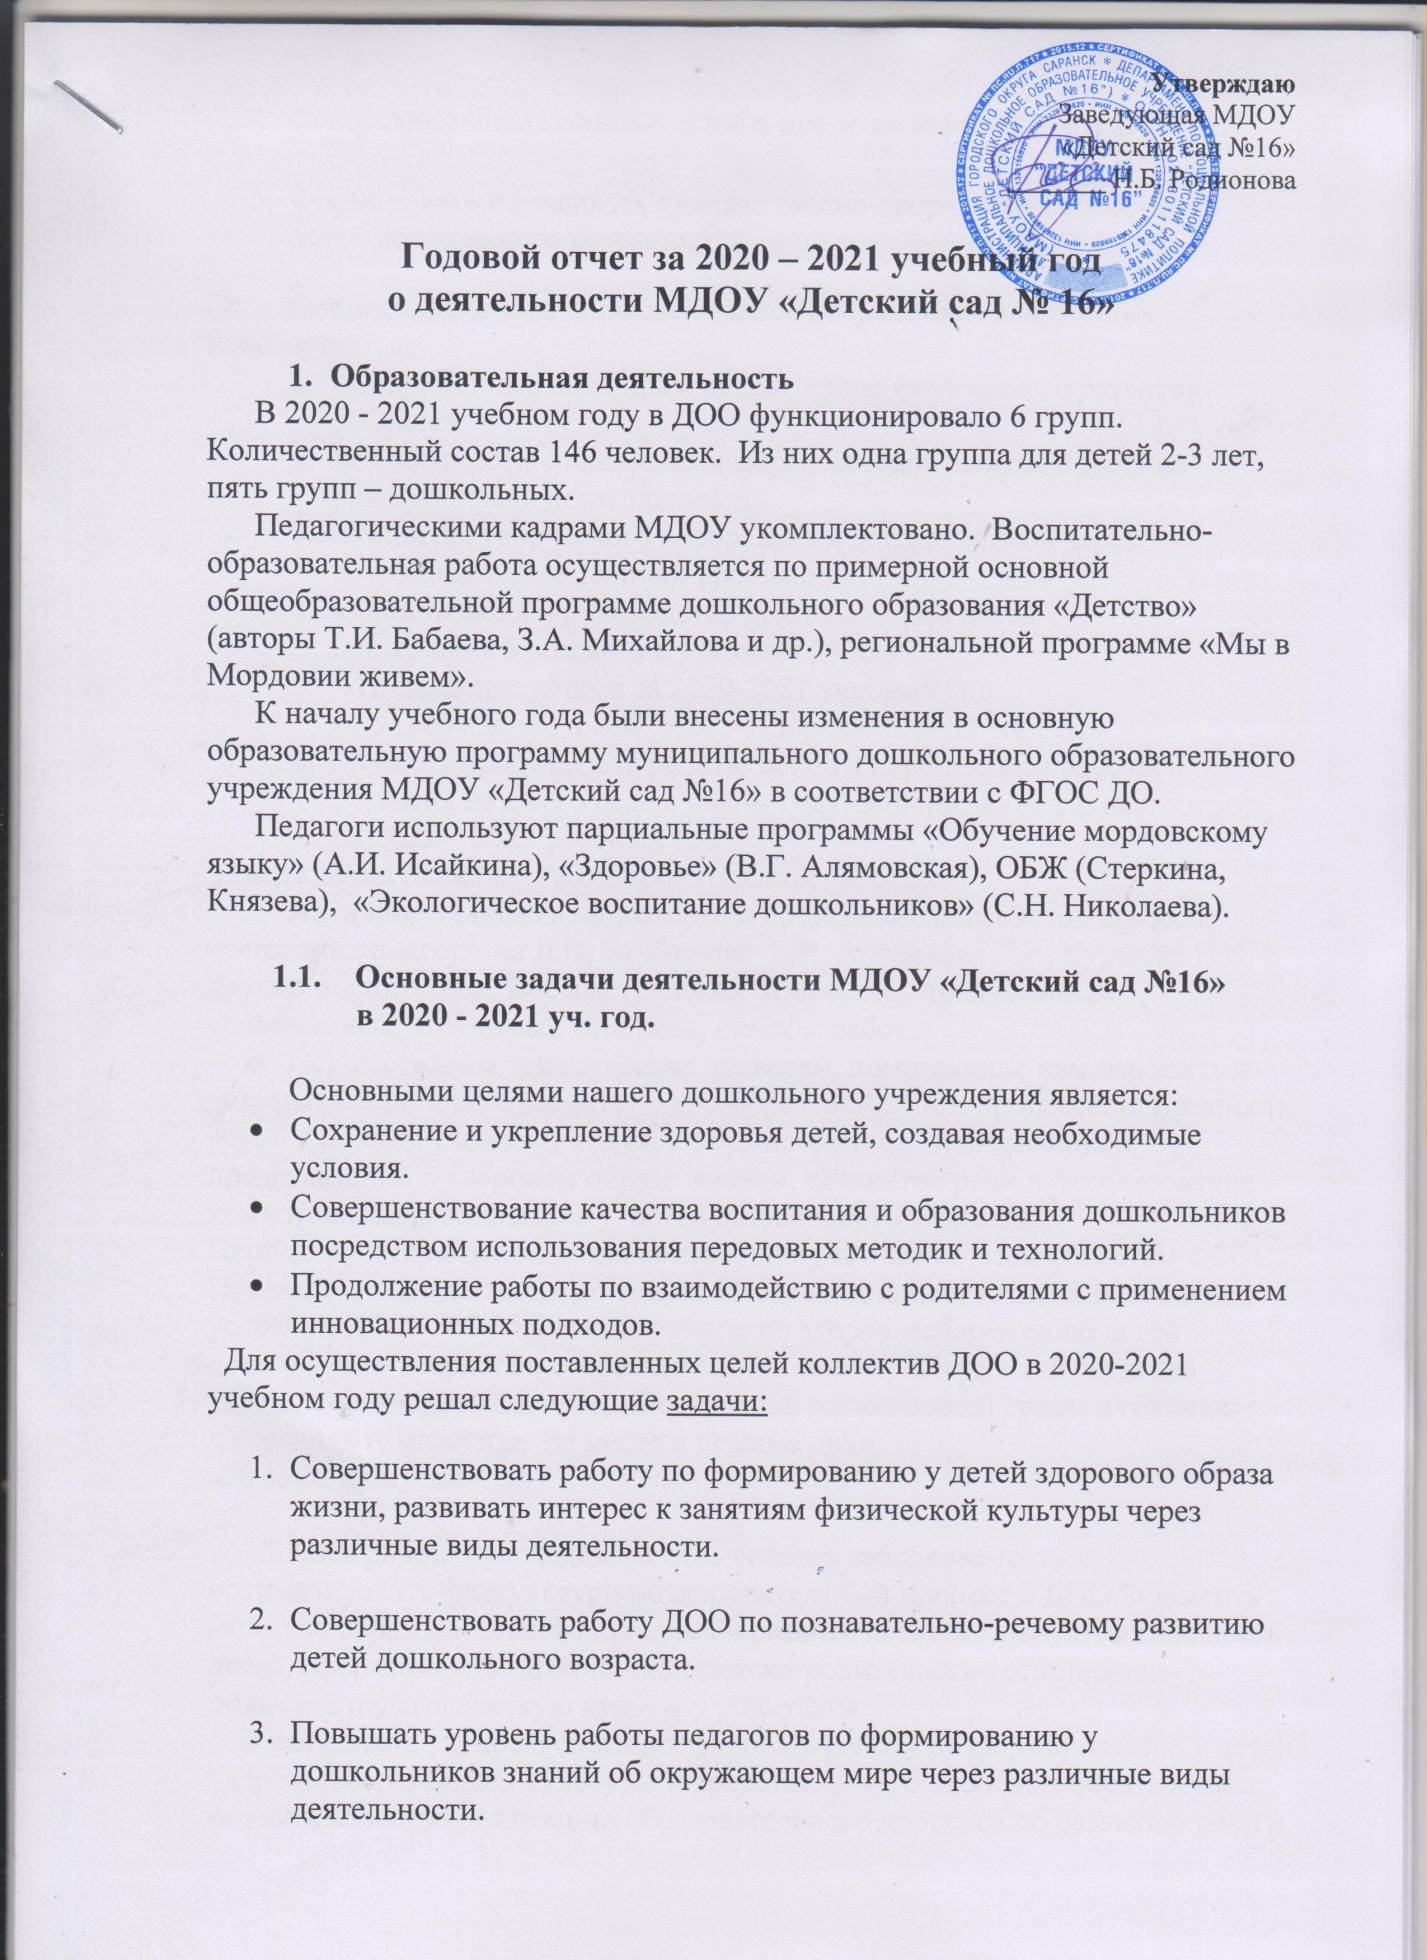 Утверждаю
Заведующая МДОУ
«Детский сад №16»
Н.Б. Родионова
МДОУ
"ДЕТСКИЙ
САД №16"
Годовой отчет за 2020 – 2021 учебный год
о деятельности МДОУ «Детский сад № 16»
1. Образовательная деятельность
В 2020 - 2021 учебном году в ДОО функционировало 6 групп.
Количественный состав 146 человек. Из них одна группа для детей 2-3 лет,
пять групп – дошкольных.
Педагогическими кадрами МДОУ укомплектовано. Воспитательно-
образовательная работа осуществляется по примерной основной
общеобразовательной программе дошкольного образования «Детство»
(авторы Т.И. Бабаева, З.А. Михайлова и др.), региональной программе «Мы в
Мордовии живем».
К началу учебного года были внесены изменения в основную
образовательную программу муниципального дошкольного образовательного
учреждения МДОУ «Детский сад №16» в соответствии с ФГОС ДО.
Педагоги используют парциальные программы «Обучение мордовскому
языку» (А.И. Исайкина), «Здоровье» (В.Г. Алямовская), ОБЖ (Стеркина,
Князева), «Экологическое воспитание дошкольников» (С.Н. Николаева).
1.1. Основные задачи деятельности МДОУ «Детский сад №16»
в 2020 - 2021 уч. год.
Основными целями нашего дошкольного учреждения является:
• Сохранение и укрепление здоровья детей, создавая необходимые
условия.
• Совершенствование качества воспитания и образования дошкольников
посредством использования передовых методик и технологий.
• Продолжение работы по взаимодействию с родителями с применением
инновационных подходов.
Для осуществления поставленных целей коллектив ДОО в 2020-2021
учебном году решал следующие задачи:
1. Совершенствовать работу по формированию у детей здорового образа
жизни, развивать интерес к занятиям физической культуры через
различные виды деятельности.
2. Совершенствовать работу ДОО по познавательно-речевому развитию
детей дошкольного возраста.
3. Повышать уровень работы педагогов по формированию у
дошкольников знаний об окружающем мире через различные виды
деятельности.